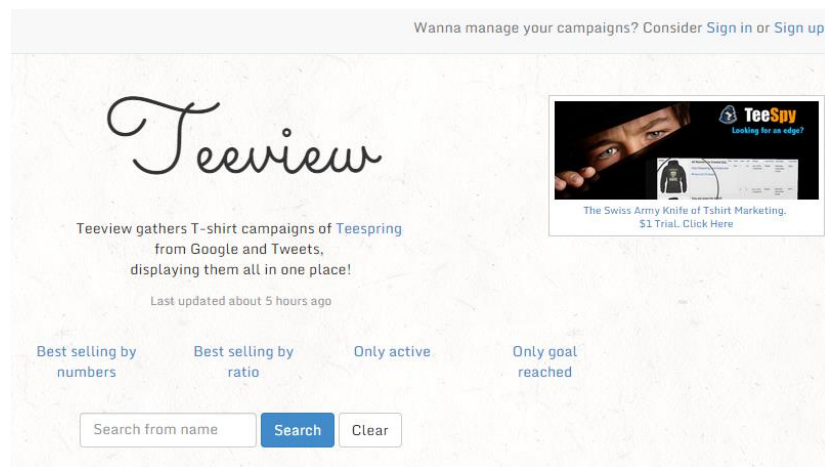 Wanna manage your campaigns? Consider Sign in or Sign up
Teeview
TeeSpy
Looking for an edge?
The Swiss Army Knife of Tshirt Marketing.
$1 Trial. Click Here
Teeview gathers T-shirt campaigns of Teespring
from Google and Tweets,
displaying them all in one place!
Last updated about 5 hours ago
Best selling by
numbers
Best selling by
ratio
Only active
Only goal
reached
Search from name
Search
Clear